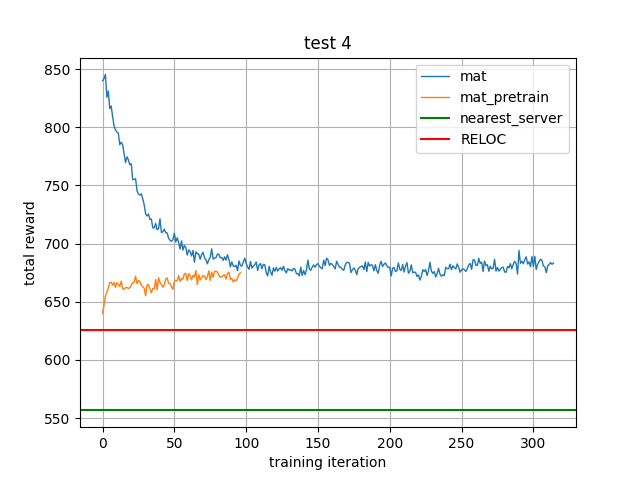 test 4
850
800
750
700
650
600
550
total reward
0
50
100
150
200
250
300
training iteration
mat
mat_pretrain
nearest_server
RELOC